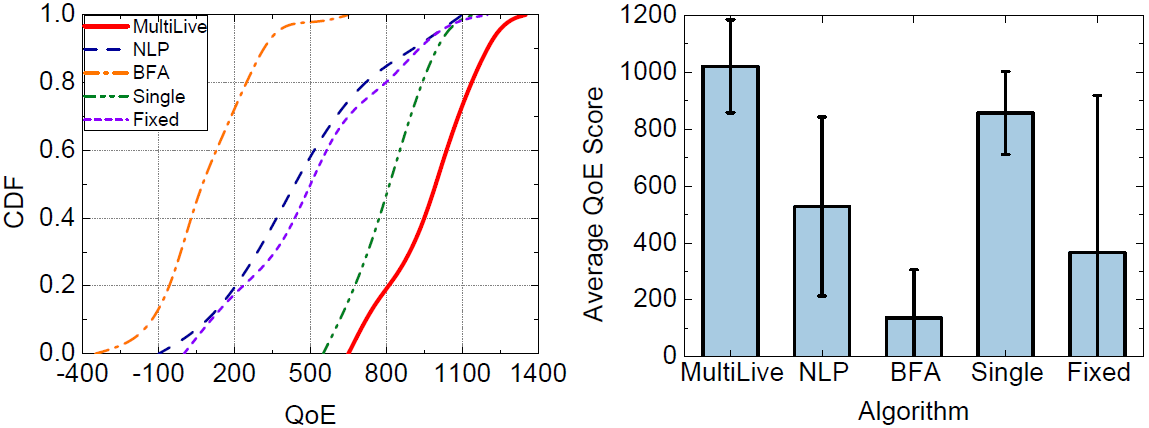 CDF
1.0
0.8
0.6
0.4
0.2
0.0
MultiLive
NLP
BFA
Single
Fixed
-400 -100 200 500 800 1100 1400
QoE
Average QoE Score
1200
1000
800
600
400
200
0
MultiLive NLP BFA Single Fixed
Algorithm